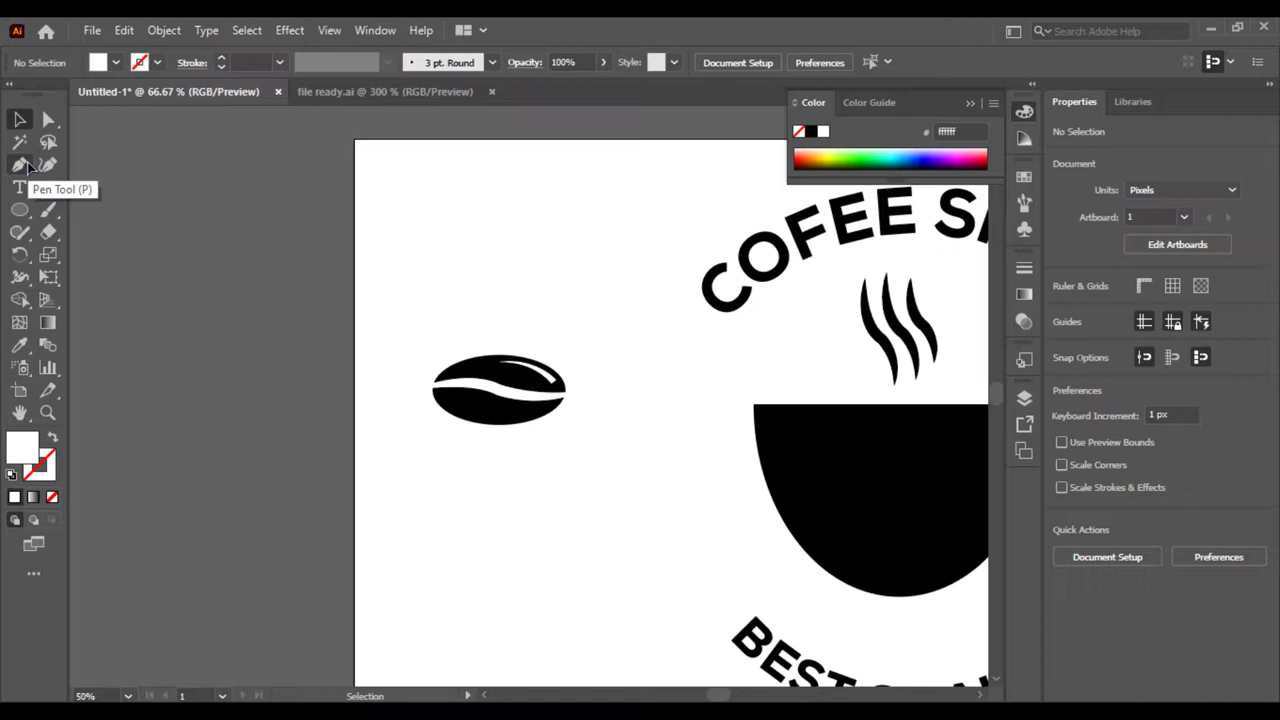 Ai File Edit Object Type Select Effect View Window Help Search Adobe Help
No Selection Stroke: 3 pt. Round Opacity: 100% Style: Document Setup Preferences
Untitled-1* @ 66.67 % (RGB/Preview) × file ready.ai @ 300 % (RGB/Preview) ×
Color Color Guide
# ffffff
Properties Libraries
No Selection
Document
Units: Pixels
Artboard: 1
Edit Artboards
Ruler & Grids
Guides
Snap Options
Preferences
Keyboard Increment: 1 px
Use Preview Bounds
Scale Corners
Scale Strokes & Effects
Quick Actions
Document Setup Preferences
Pen Tool (P)
T
COFEE
BEST
50% 1 Selection